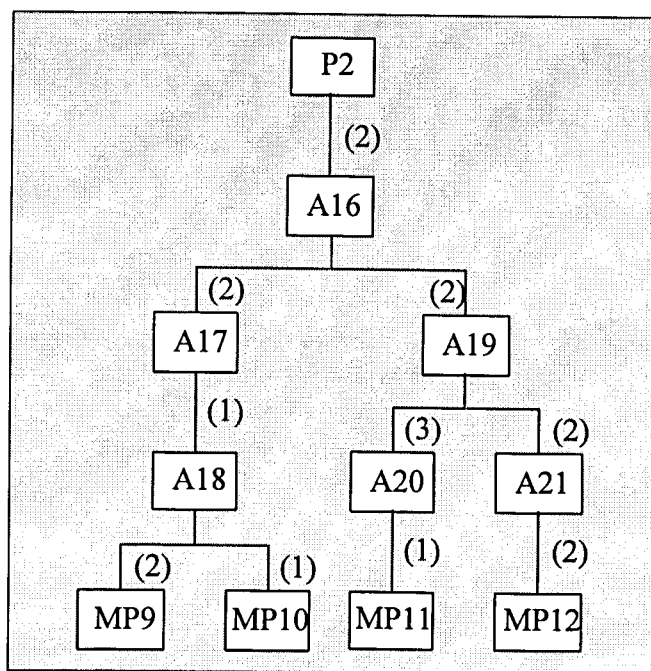 P2
(2)
A16
(2) (2)
A17 A19
(1) (3) (2)
A18 A20 A21
(2) (1) (1) (2)
MP9 MP10 MP11 MP12